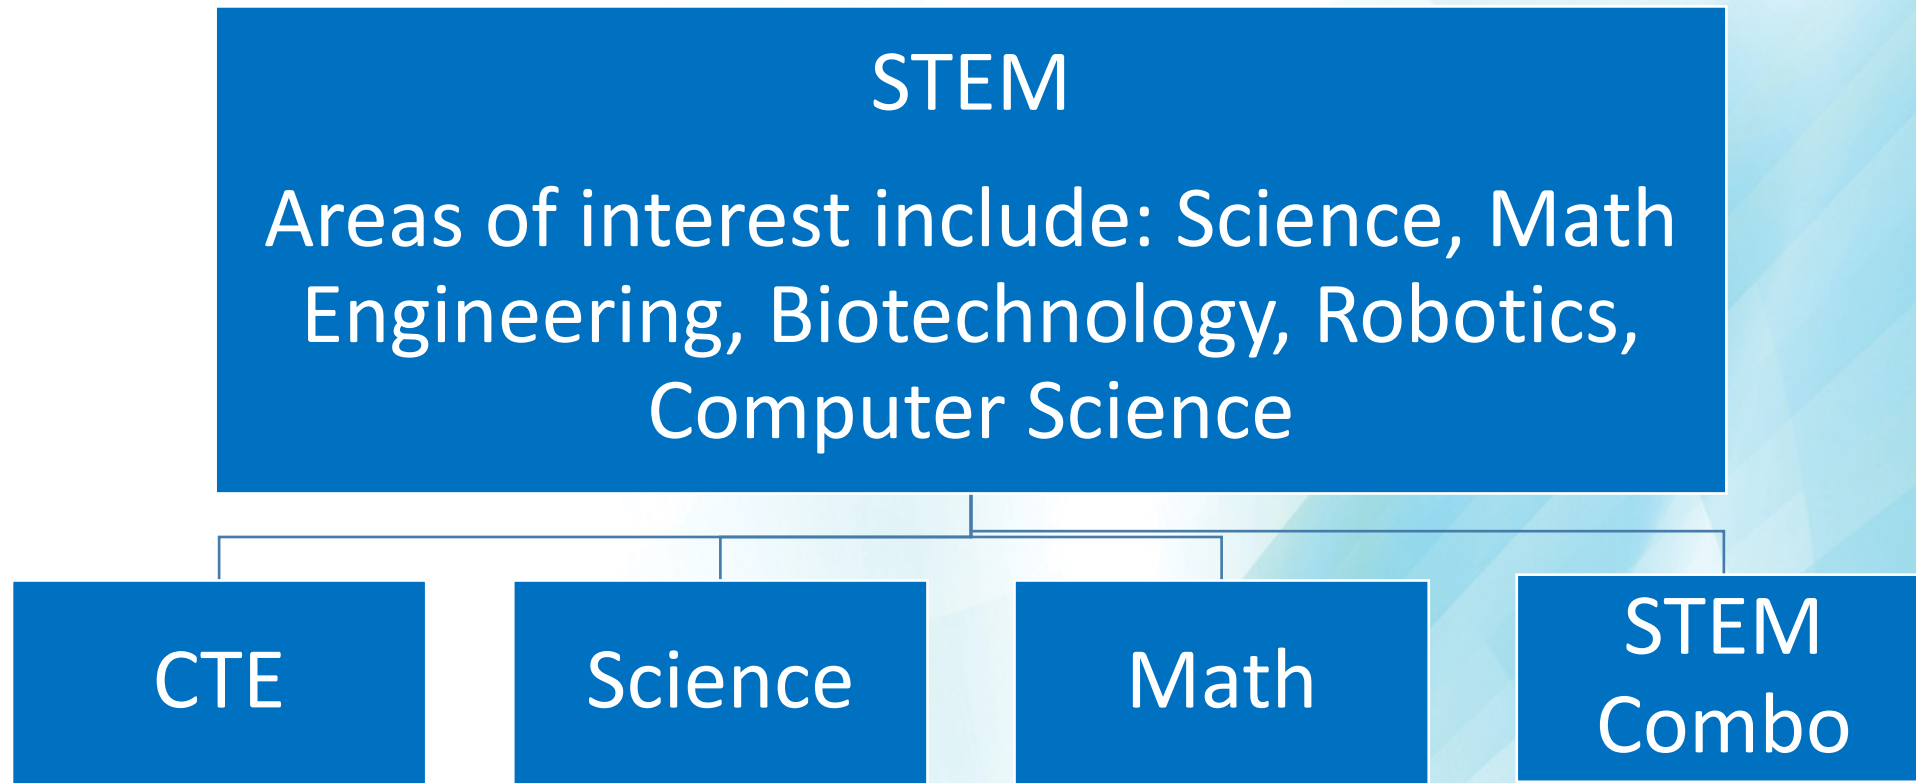 STEM
Areas of interest include: Science, Math
Engineering, Biotechnology, Robotics,
Computer Science
CTE
Science
Math
STEM
Combo